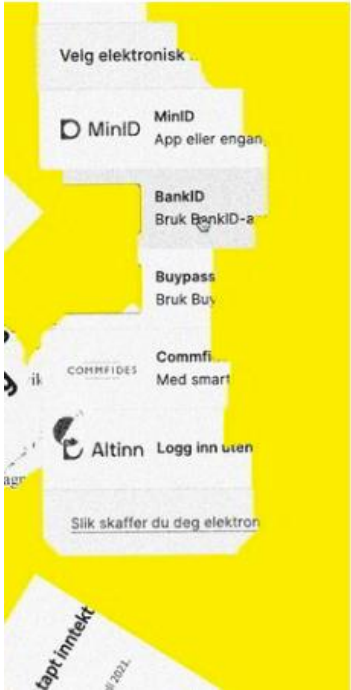 Velg elektronisk ..
MinID
MinID
App eller engan
BankID
Bruk BankID-a
Buypass
Bruk Buy
COMMFIDES
Commfi
Med smart
Altinn
Logg inn uten
Slik skaffer du deg elektron
tapt inntekt
2021.